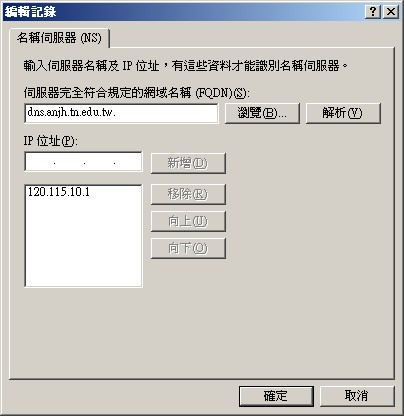 編輯記錄
名稱伺服器 (NS)
輸入伺服器名稱及 IP 位址，有這些資料才能識別名稱伺服器。
伺服器完全符合規定的網域名稱 (FQDN)(S):
dns.anjh.tn.edu.tw. 瀏覽(B)... 解析(V)
IP 位址(P):
. . . 新增(D)
120.115.10.1 移除(R)
向上(U)
向下(O)
確定 取消